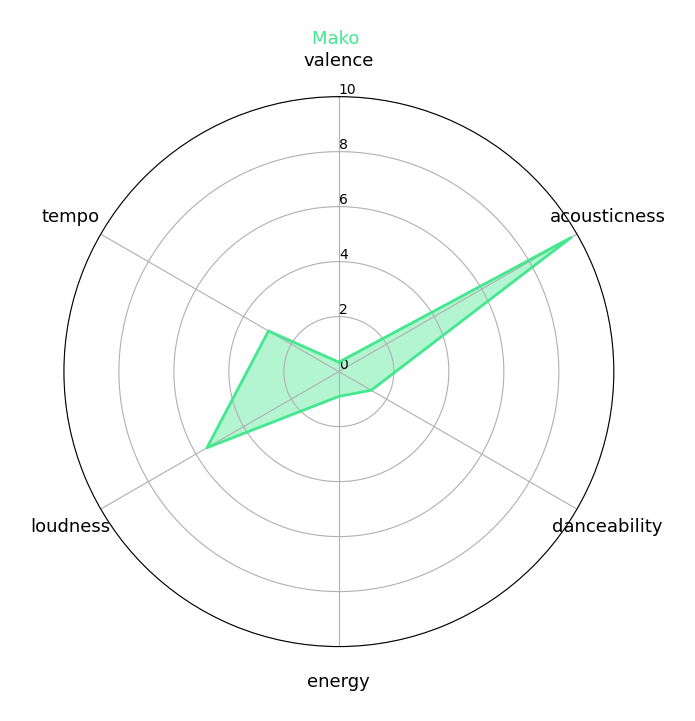 Mako
valence
10
8
6
4
2
0
tempo
acousticness
loudness
danceability
energy